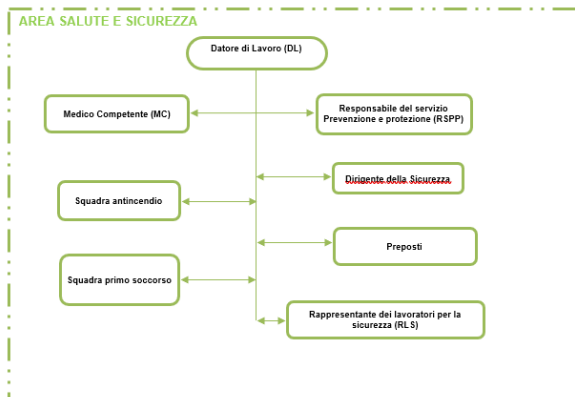 AREA SALUTE E SICUREZZA
Datore di Lavoro (DL)
Medico Competente (MC)
Responsabile del servizio
Prevenzione e protezione (RSPP)
Dirigente della Sicurezza
Squadra antincendio
Preposti
Squadra primo soccorso
Rappresentante dei lavoratori per la
sicurezza (RLS)